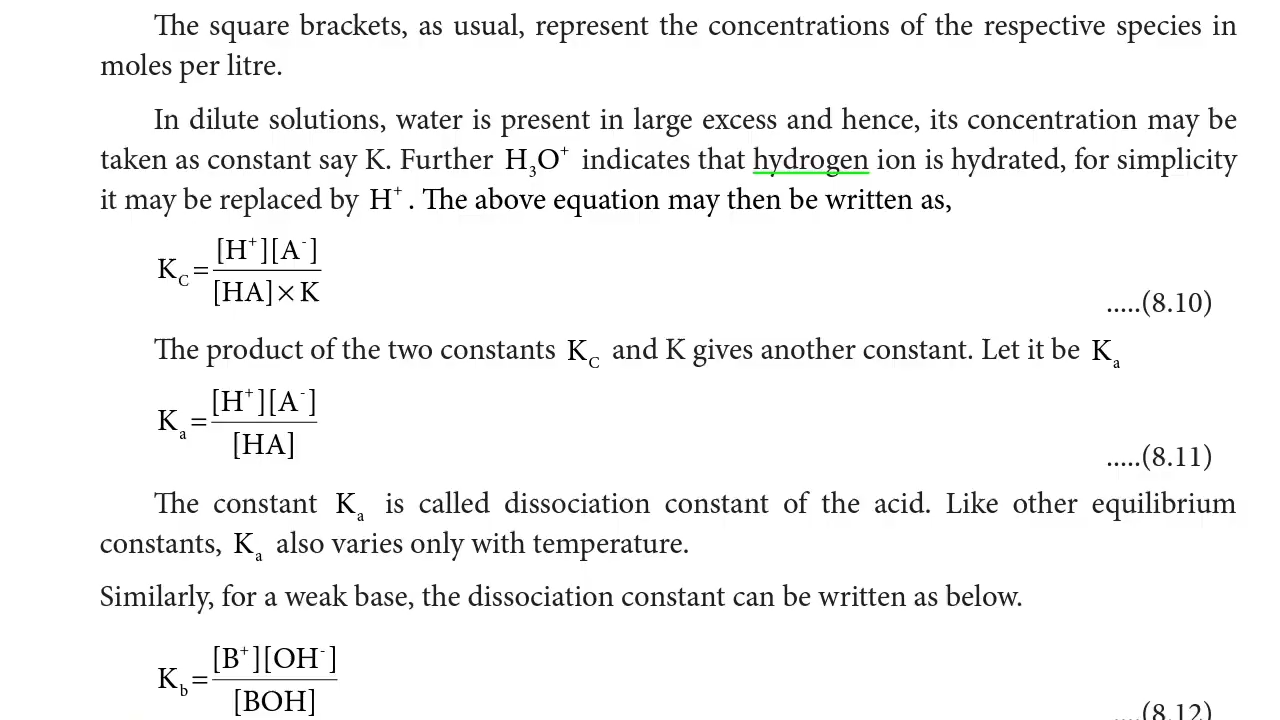 The square brackets, as usual, represent the concentrations of the respective species in
moles per litre.
In dilute solutions, water is present in large excess and hence, its concentration may be
taken as constant say K. Further H₃O⁺ indicates that hydrogen ion is hydrated, for simplicity
it may be replaced by H⁺ . The above equation may then be written as,
K_C = [H⁺][A⁻] / [HA] × K
.....(8.10)
The product of the two constants K_C and K gives another constant. Let it be Kₐ
Kₐ = [H⁺][A⁻] / [HA]
.....(8.11)
The constant Kₐ is called dissociation constant of the acid. Like other equilibrium
constants, Kₐ also varies only with temperature.
Similarly, for a weak base, the dissociation constant can be written as below.
K_b = [B⁺][OH⁻] / [BOH]
....(8.12)